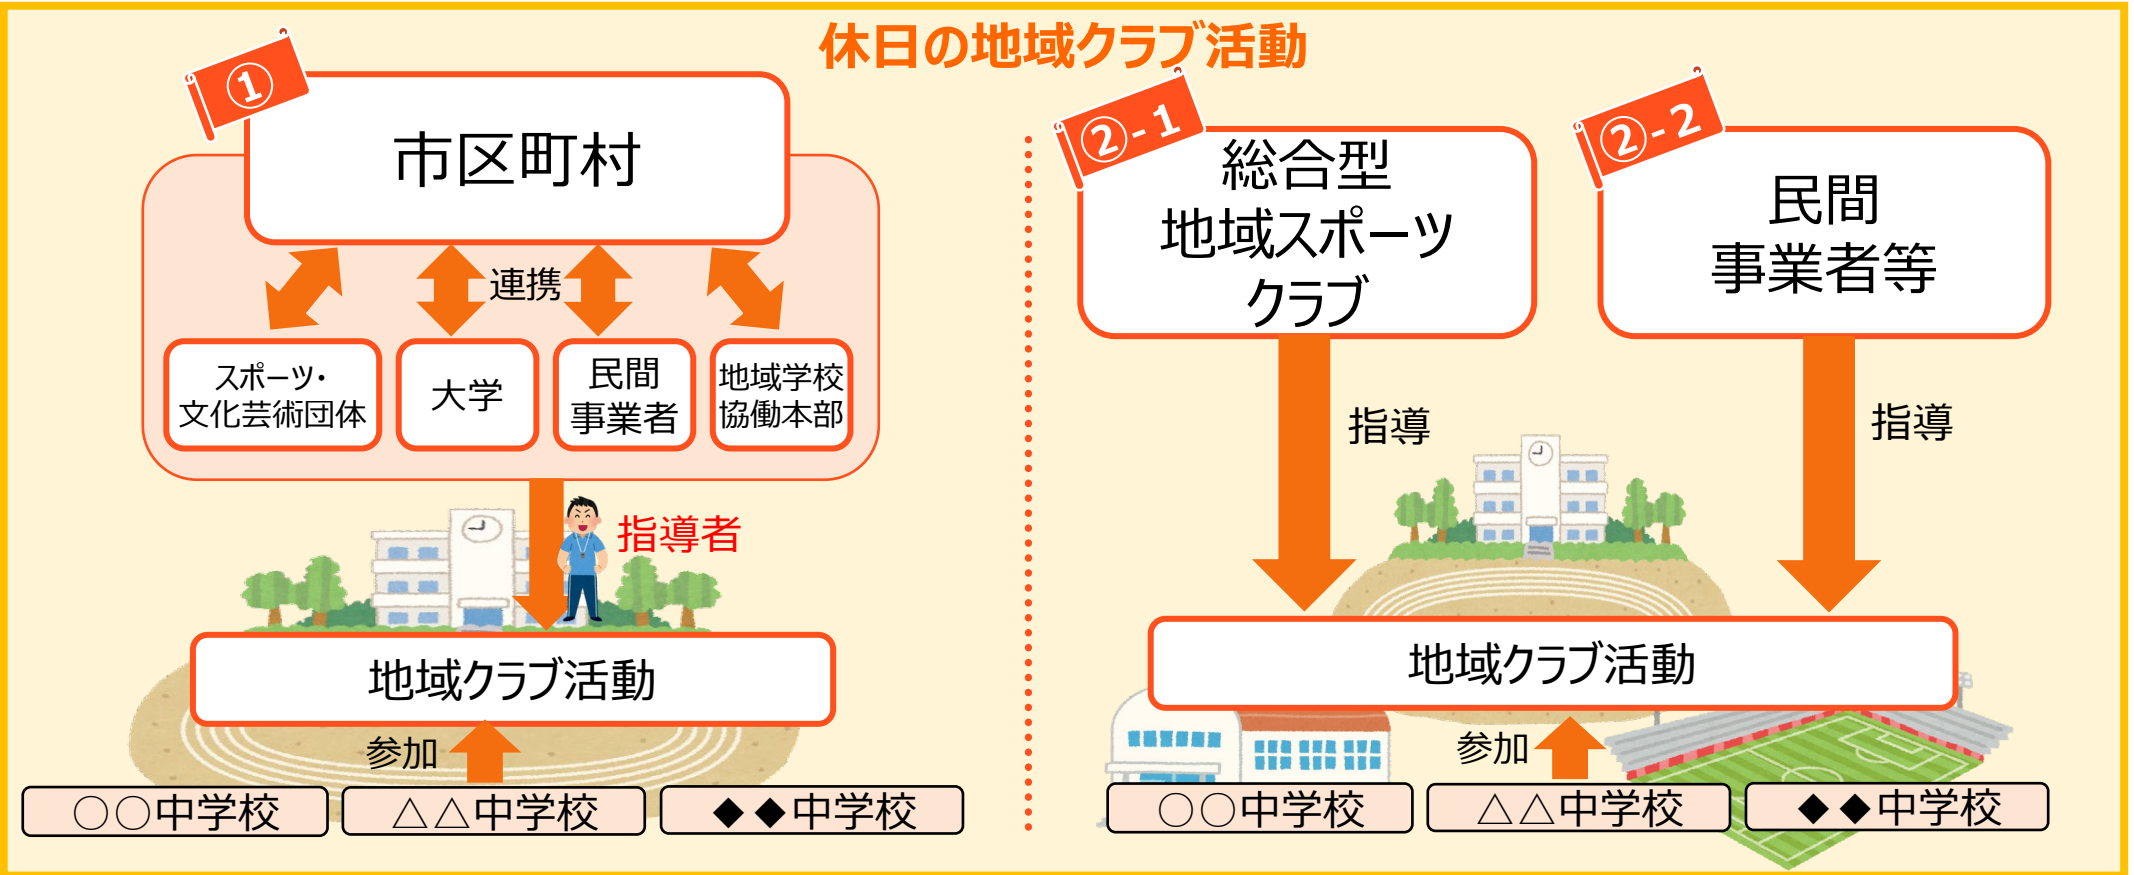 休日の地域クラブ活動
①
市区町村
連携
スポーツ・
文化芸術団体
大学
民間
事業者
地域学校
協働本部
指導者
地域クラブ活動
参加
○○中学校
△△中学校
◆◆中学校
②-1
総合型
地域スポーツ
クラブ
②-2
民間
事業者等
指導
指導
地域クラブ活動
参加
○○中学校
△△中学校
◆◆中学校